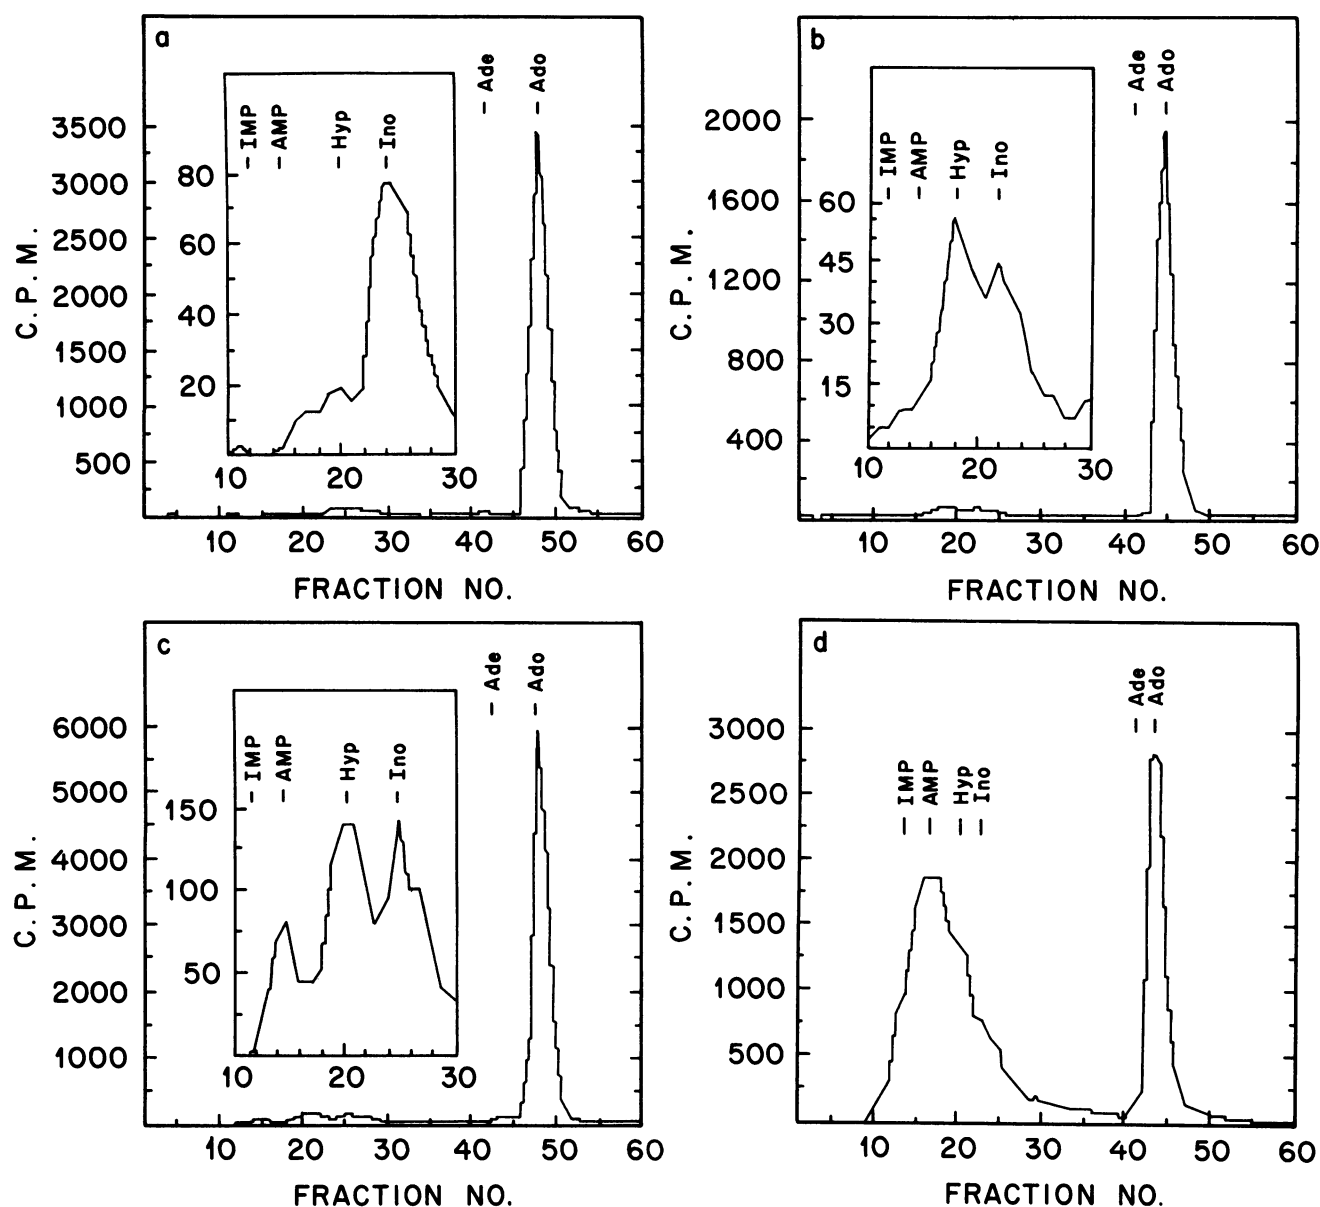 a
– IMP
– AMP
– Hyp
– Ino
– Ade
– Ado
C.P.M.
3500
3000
2500
2000
1500
1000
500
80
60
40
20
10 20 30
10 20 30 40 50 60
FRACTION NO.
b
– IMP
– AMP
– Hyp
– Ino
– Ade
– Ado
C.P.M.
2000
1600
1200
800
400
60
45
30
15
10 20 30
10 20 30 40 50 60
FRACTION NO.
c
– IMP
– AMP
– Hyp
– Ino
– Ade
– Ado
C.P.M.
6000
5000
4000
3000
2000
1000
150
100
50
10 20 30
10 20 30 40 50 60
FRACTION NO.
d
– IMP
– AMP
– Hyp
– Ino
– Ade
– Ado
C.P.M.
3000
2500
2000
1500
1000
500
10 20 30 40 50 60
FRACTION NO.